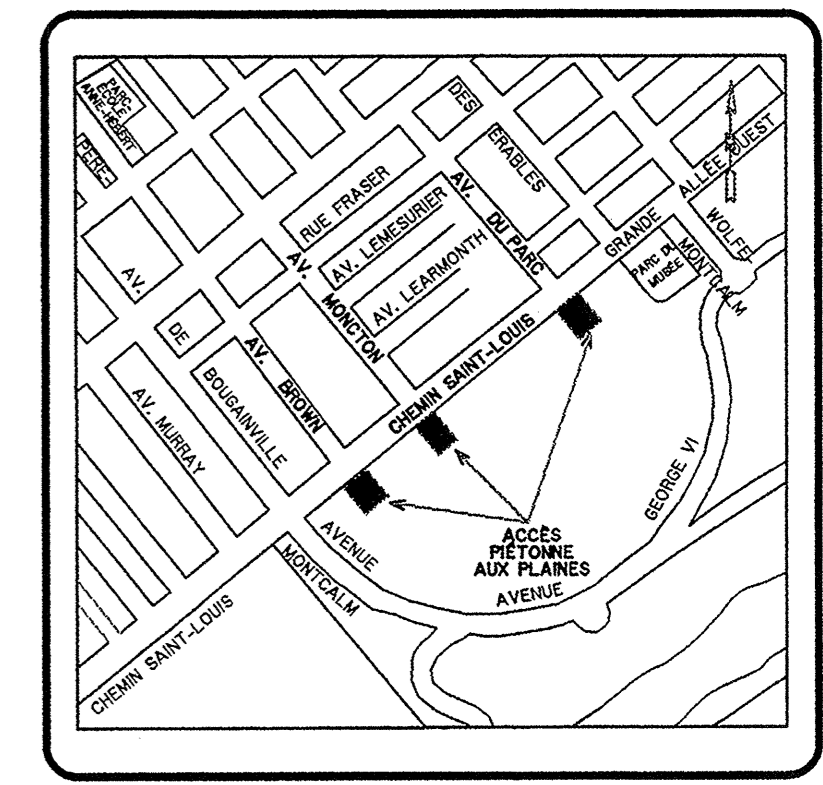 PARC-
ÉCOLE
ANNE-HÉBERT
PÈRE-
DES
ÉRABLES
RUE FRASER
AV. LEMESURIER
AV. LEARMONTH
AV. DU PARC
GRANDE ALLÉE OUEST
WOLFE
MONTCALM
PARC DU
MUSÉE
AV.
DE
BOUGAINVILLE
AV. MONCTON
AV. BROWN
AV. MURRAY
CHEMIN SAINT-LOUIS
GEORGE VI
ACCÈS
PIÉTONNE
AUX PLAINES
AVENUE
MONTCALM
AVENUE
CHEMIN SAINT-LOUIS